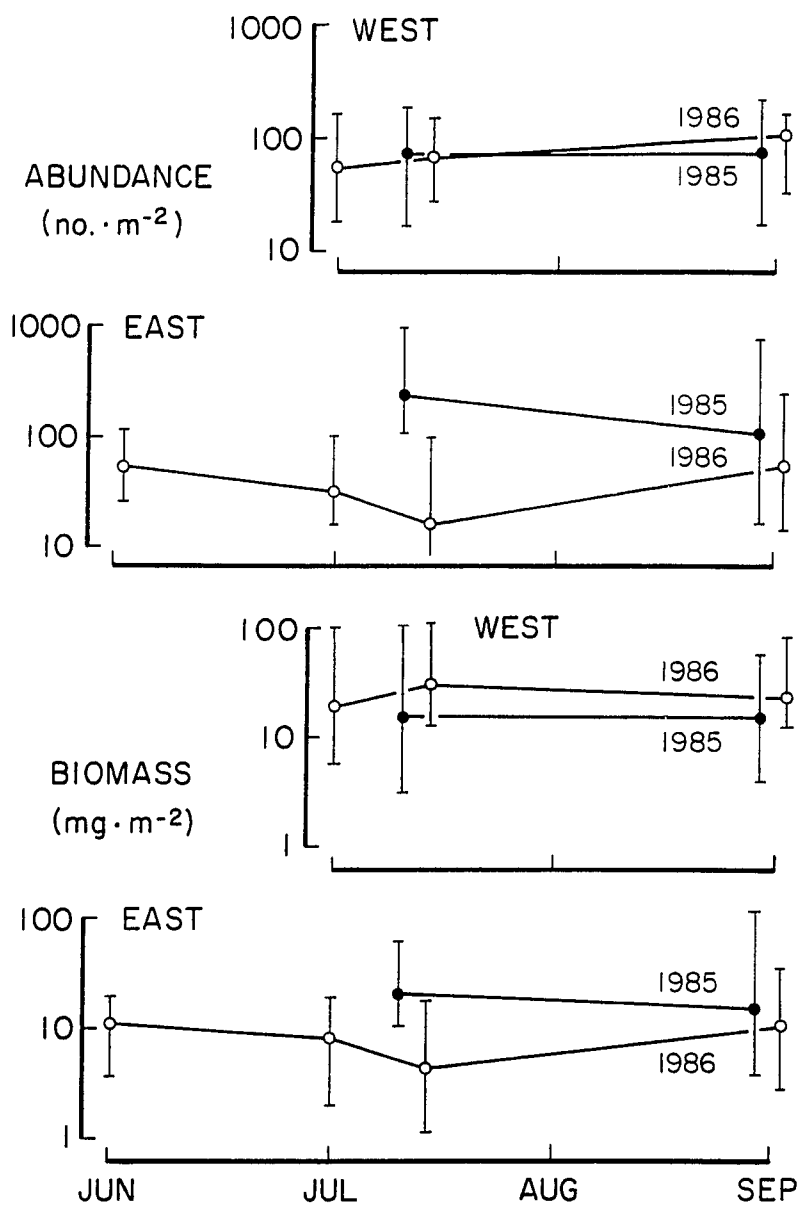 1000 WEST
1986
100
1985
ABUNDANCE
(no. · m⁻²)
10
1000 EAST
1985
100
1986
10
100 WEST
1986
10
1985
BIOMASS
(mg · m⁻²)
1
100 EAST
1985
10
1986
1
JUN JUL AUG SEP